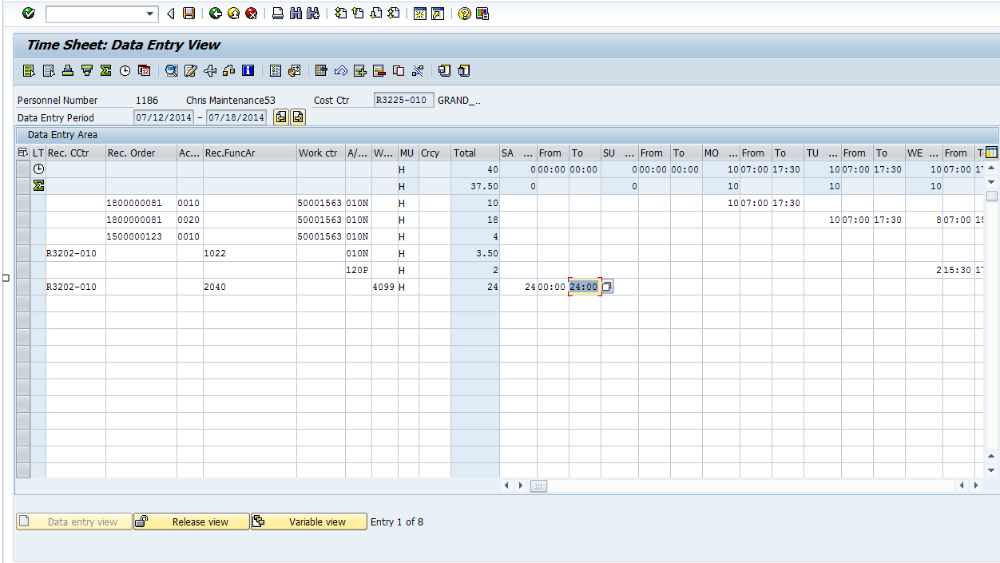 Time Sheet: Data Entry View
Personnel Number 1186 Chris Maintenance53 Cost Ctr R3225-010 GRAND_...
Data Entry Period 07/12/2014 - 07/18/2014
Data Entry Area
LT Rec. CCtr Rec. Order Ac... Rec.FuncAr Work ctr A/... W... MU Crcy Total SA ... From To SU ... From To MO ... From To TU ... From To WE ... From T
H 40 0 00:00 00:00 0 00:00 00:00 10 07:00 17:30 10 07:00 17:30 10 07:00 17
H 37.50 0 0 10 10 10
1800000081 0010 50001563 010N H 10 10 07:00 17:30
1800000081 0020 50001563 010N H 18 10 07:00 17:30 8 07:00 15
1500000123 0010 50001563 010N H 4
R3202-010 1022 010N H 3.50
120P H 2 2 15:30 17
R3202-010 2040 4099 H 24 24 00:00 24:00
Data entry view Release view Variable view Entry 1 of 8